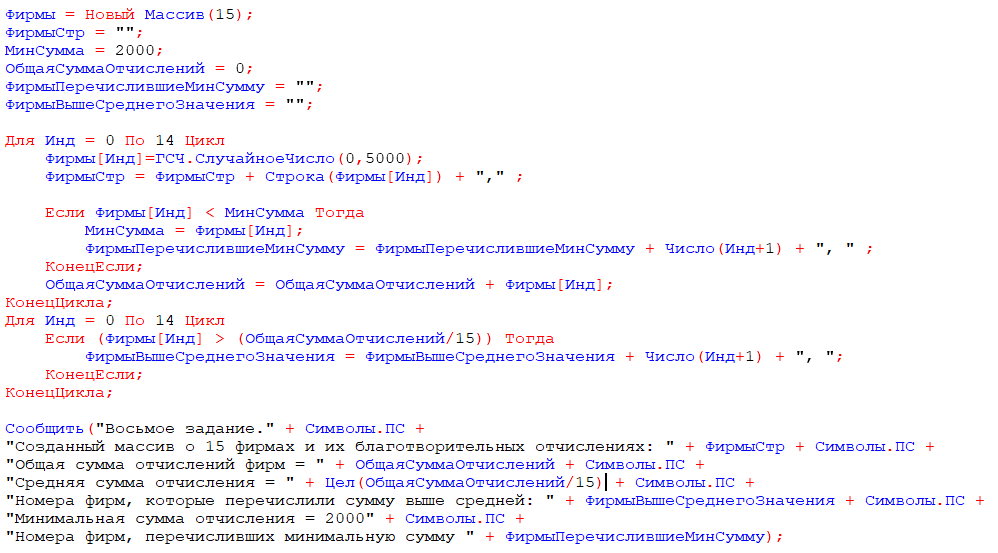 Фирмы = Новый Массив(15);
ФирмыСтр = "";
МинСумма = 2000;
ОбщаяСуммаОтчислений = 0;
ФирмыПеречислившиеМинСумму = "";
ФирмыВышеСреднегоЗначения = "";
Для Инд = 0 По 14 Цикл
Фирмы[Инд]=ГСЧ.СлучайноеЧисло(0,5000);
ФирмыСтр = ФирмыСтр + Строка(Фирмы[Инд]) + "," ;
Если Фирмы[Инд] < МинСумма Тогда
МинСумма = Фирмы[Инд];
ФирмыПеречислившиеМинСумму = ФирмыПеречислившиеМинСумму + Число(Инд+1) + ", " ;
КонецЕсли;
ОбщаяСуммаОтчислений = ОбщаяСуммаОтчислений + Фирмы[Инд];
КонецЦикла;
Для Инд = 0 По 14 Цикл
Если (Фирмы[Инд] > (ОбщаяСуммаОтчислений/15)) Тогда
ФирмыВышеСреднегоЗначения = ФирмыВышеСреднегоЗначения + Число(Инд+1) + ", ";
КонецЕсли;
КонецЦикла;
Сообщить("Восьмое задание." + Символы.ПС +
"Созданный массив о 15 фирмах и их благотворительных отчислениях: " + ФирмыСтр + Символы.ПС +
"Общая сумма отчислений фирм = " + ОбщаяСуммаОтчислений + Символы.ПС +
"Средняя сумма отчисления = " + Цел(ОбщаяСуммаОтчислений/15) + Символы.ПС +
"Номера фирм, которые перечислили сумму выше средней: " + ФирмыВышеСреднегоЗначения + Символы.ПС +
"Минимальная сумма отчисления = 2000" + Символы.ПС +
"Номера фирм, перечисливших минимальную сумму " + ФирмыПеречислившиеМинСумму);